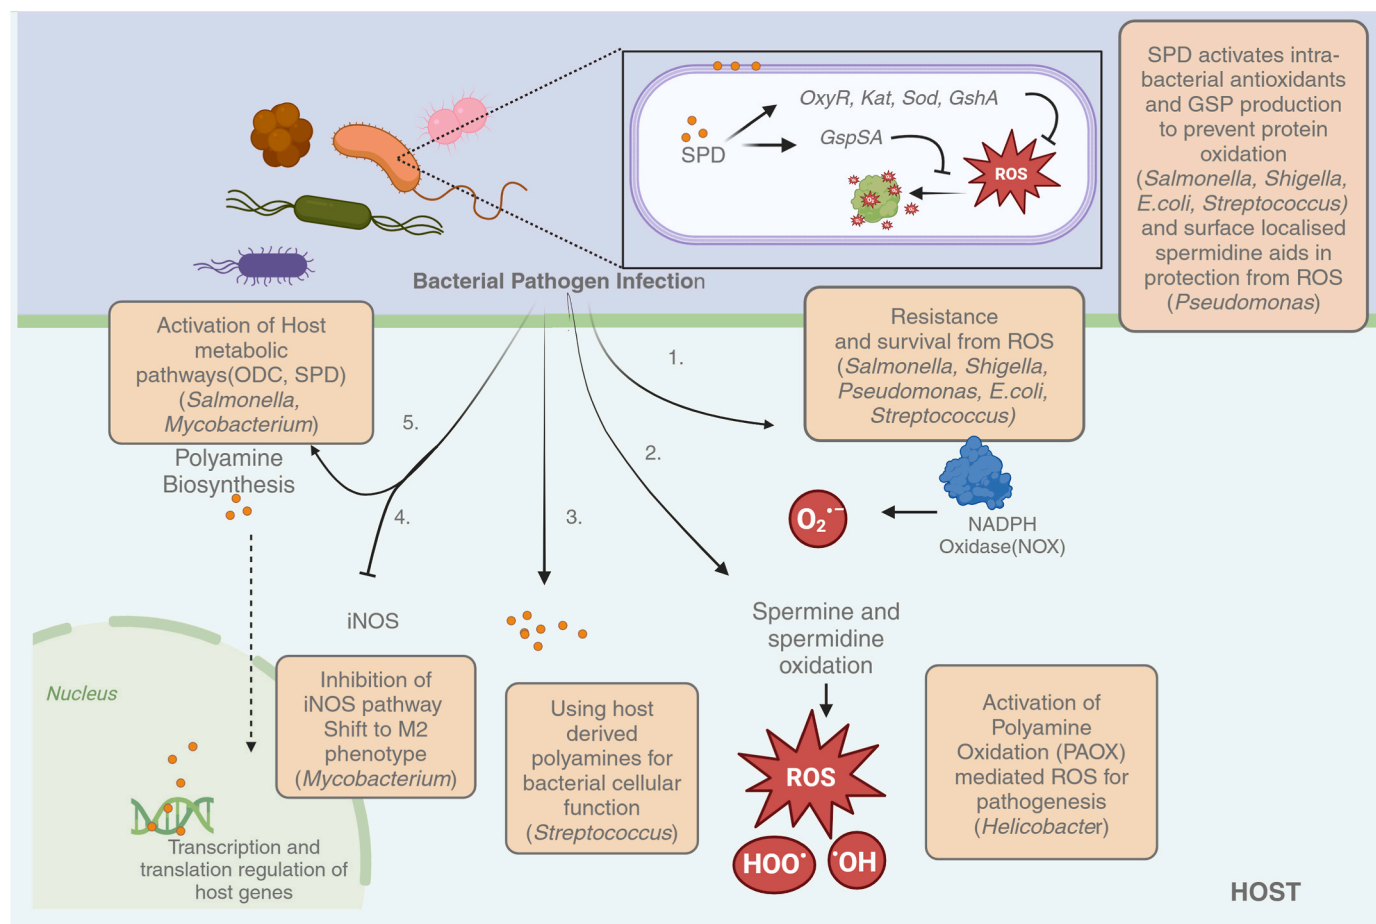 SPD activates intra-
bacterial antioxidants
and GSP production
to prevent protein
oxidation
(Salmonella, Shigella,
E.coli, Streptococcus)
and surface localised
spermidine aids in
protection from ROS
(Pseudomonas)
OxyR, Kat, Sod, GshA
GspSA
SPD
ROS
Bacterial Pathogen Infection
Activation of Host
metabolic
pathways(ODC, SPD)
(Salmonella,
Mycobacterium)
Polyamine
Biosynthesis
Resistance
and survival from ROS
(Salmonella, Shigella,
Pseudomonas, E.coli,
Streptococcus)
1.
2.
3.
4.
5.
O2•−
NADPH
Oxidase(NOX)
iNOS
Inhibition of
iNOS pathway
Shift to M2
phenotype
(Mycobacterium)
Using host
derived
polyamines for
bacterial cellular
function
(Streptococcus)
Spermine and
spermidine
oxidation
ROS
HOO•
•OH
Activation of
Polyamine
Oxidation (PAOX)
mediated ROS for
pathogenesis
(Helicobacter)
Nucleus
Transcription and
translation regulation of
host genes
HOST